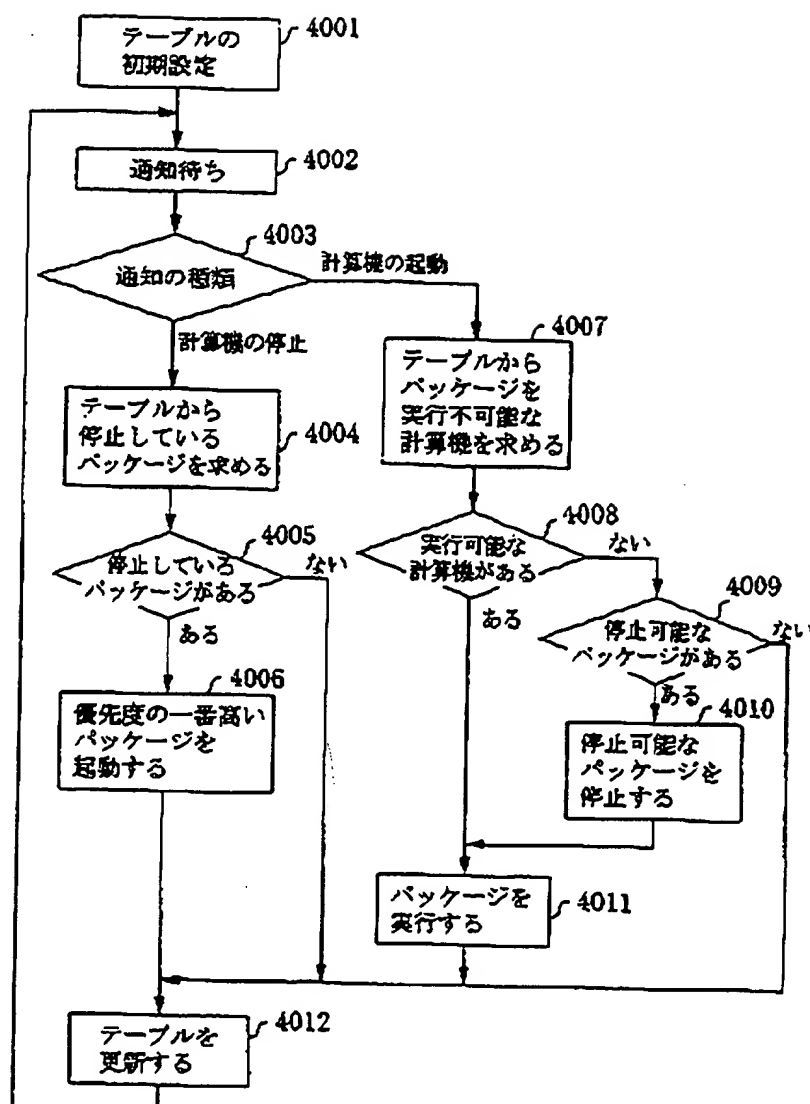 テーブルの
初期設定
4001
通知待ち
4002
4003
通知の種類
計算機の起動
計算機の停止
テーブルから
停止している
パッケージを求める
4004
4007
テーブルから
パッケージを
実行不可能な
計算機を求める
4005
停止している
パッケージがある
ない
ある
4008
実行可能な
計算機がある
ない
ある
4009
停止可能な
パッケージがある
ない
ある
4006
優先度の一番高い
パッケージを
起動する
4010
停止可能な
パッケージを
停止する
パッケージを
実行する
4011
テーブルを
更新する
4012